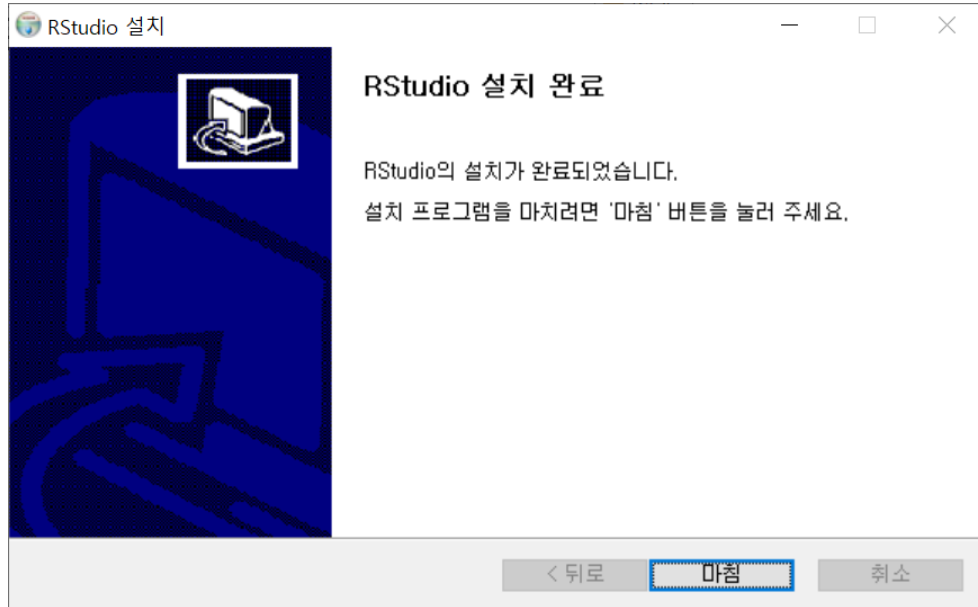 RStudio 설치
RStudio 설치 완료
RStudio의 설치가 완료되었습니다.
설치 프로그램을 마치려면 '마침' 버튼을 눌러 주세요.
< 뒤로
마침
취소